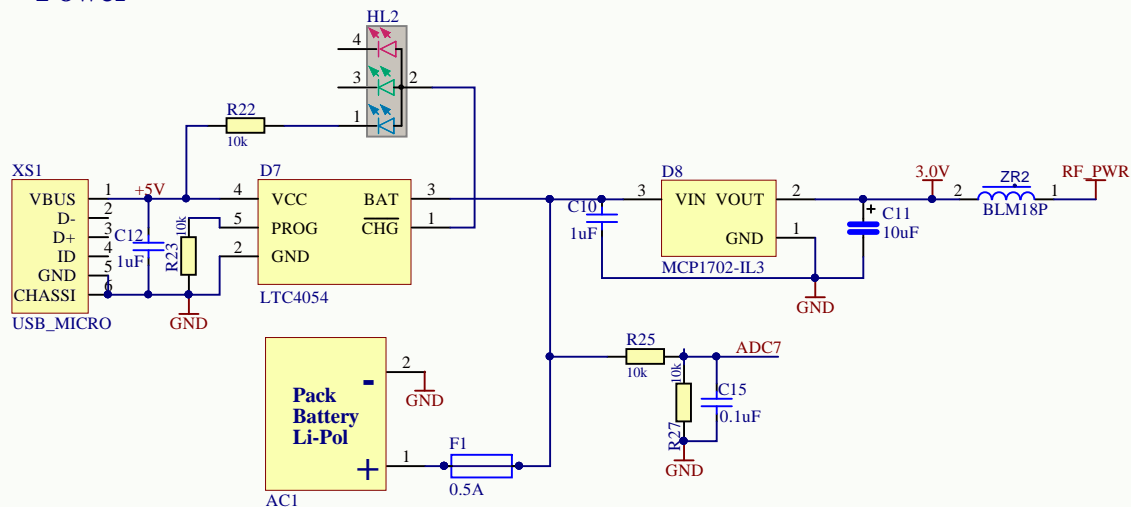 HL2
4
3
2
1
R22
10k
XS1
VBUS
1
D-
2
D+
3
ID
4
GND
5
CHASSI
6
USB_MICRO
+5V
C12
1uF
R23
10k
GND
D7
4
VCC
BAT
3
5
PROG
CHG
1
2
GND
LTC4054
C10
1uF
D8
3
VIN
VOUT
2
GND
1
MCP1702-IL3
GND
C11
10uF
3.0V
2
ZR2
1
BLM18P
RF_PWR
Pack
Battery
Li-Pol
-
2
GND
+
1
AC1
F1
0.5A
R25
10k
ADC7
10k
R27
C15
0.1uF
GND